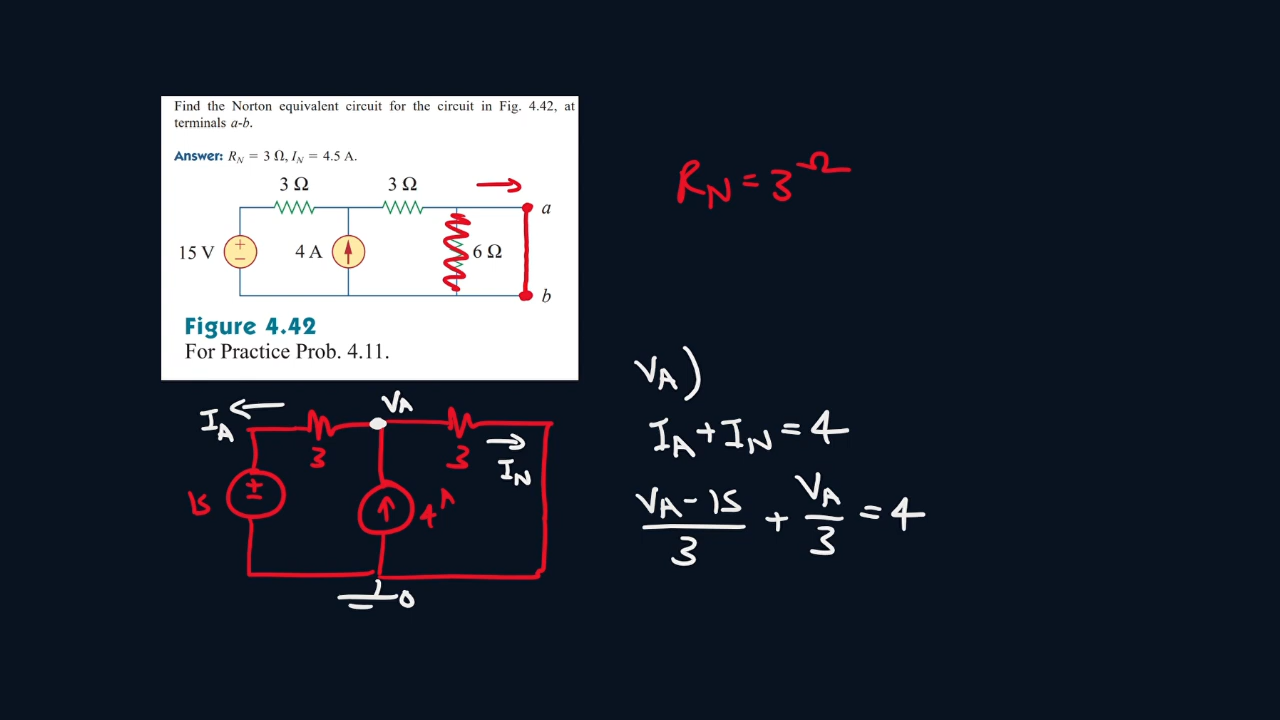 Find the Norton equivalent circuit for the circuit in Fig. 4.42, at
terminals a-b.
Answer: R_N = 3 Ω, I_N = 4.5 A.
3 Ω 3 Ω
a
15 V + − 4 A 6 Ω
b
Figure 4.42
For Practice Prob. 4.11.
R_N = 3 Ω
V_A)
I_A + I_N = 4
(V_A - 15)/3 + V_A/3 = 4
I_A V_A
3 3
I_N
15 ± 4 A
0